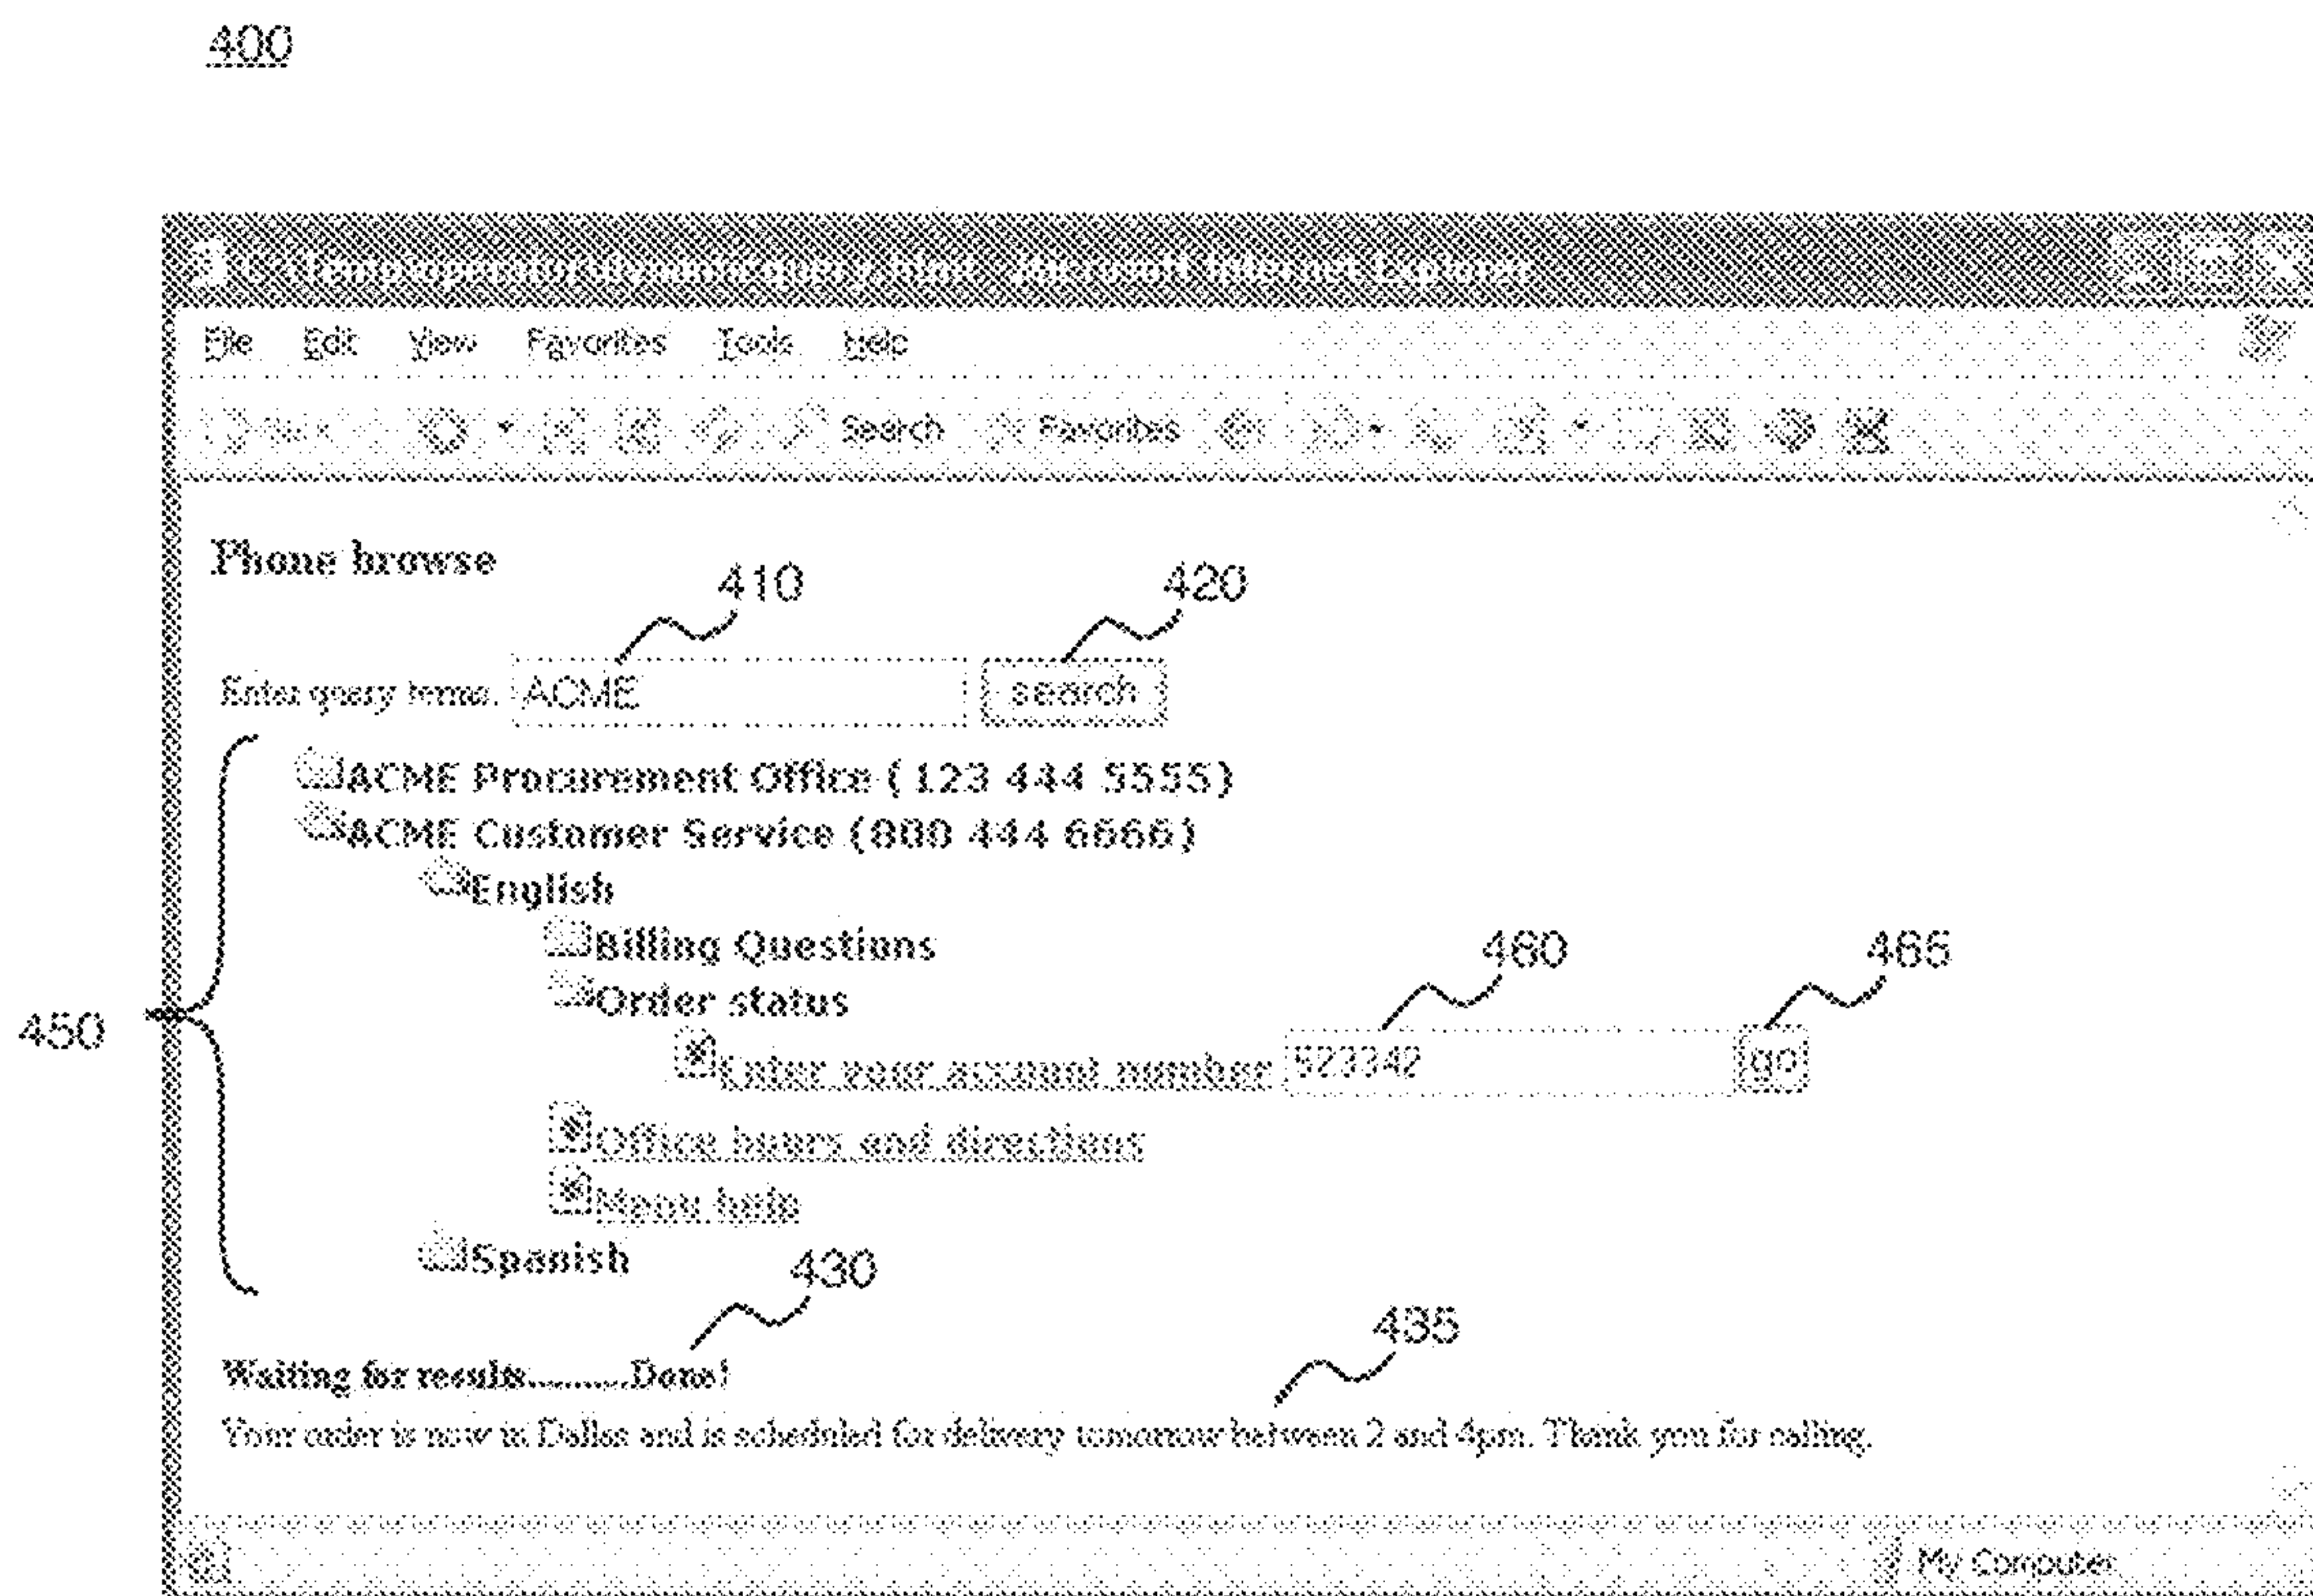 400
Microsoft Internet Explorer
File Edit View Favorites Tools Help
Back Search Favorites
Phone browse
410 420
Enter query terms. ACME search
ACME Procurement Office (123 444 5555)
ACME Customer Service (800 444 6666)
English
Billing Questions
460 465
Order status
450
Enter your account number 523342 go
Office hours and directions
Menu help
Spanish
430
435
Waiting for results..........Done!
Your order is now in Dallas and is scheduled for delivery tomorrow between 2 and 4pm. Thank you for calling.
My Computer